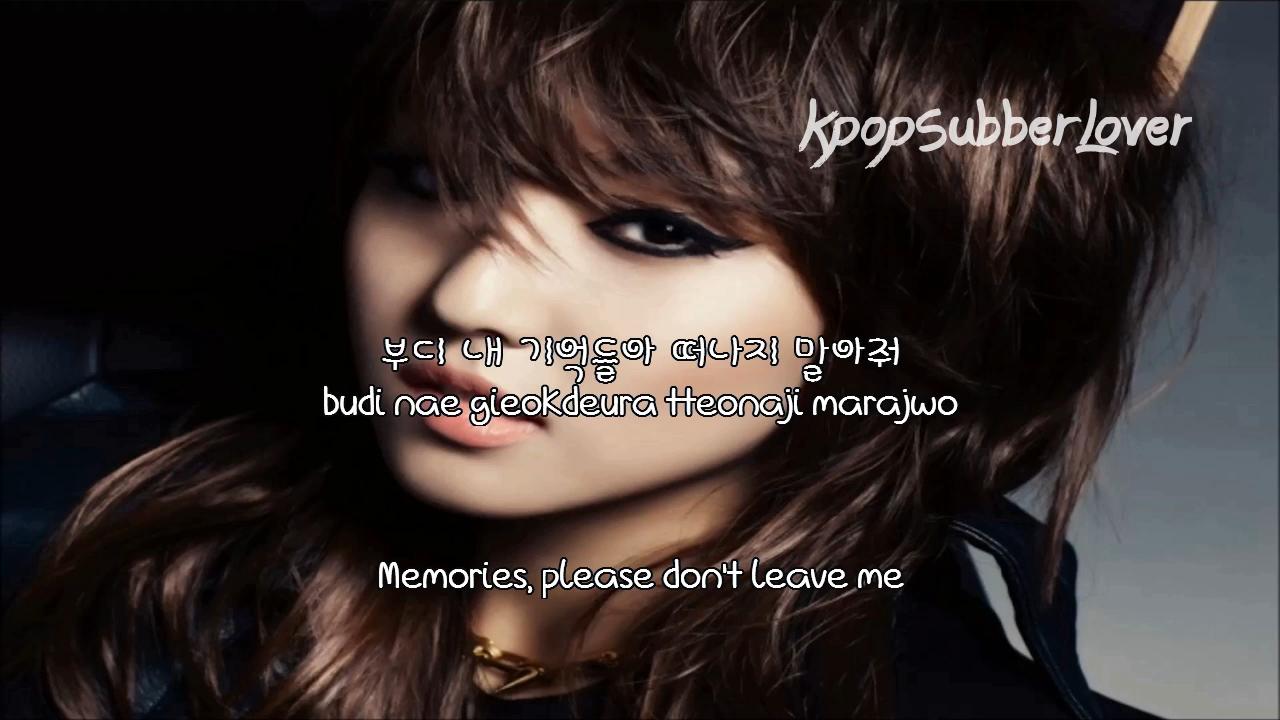 KpopSubberLover
부디 내 기억들아 떠나지 말아줘
budi nae gieokdeura tteonaji marajwo
Memories, please don't leave me